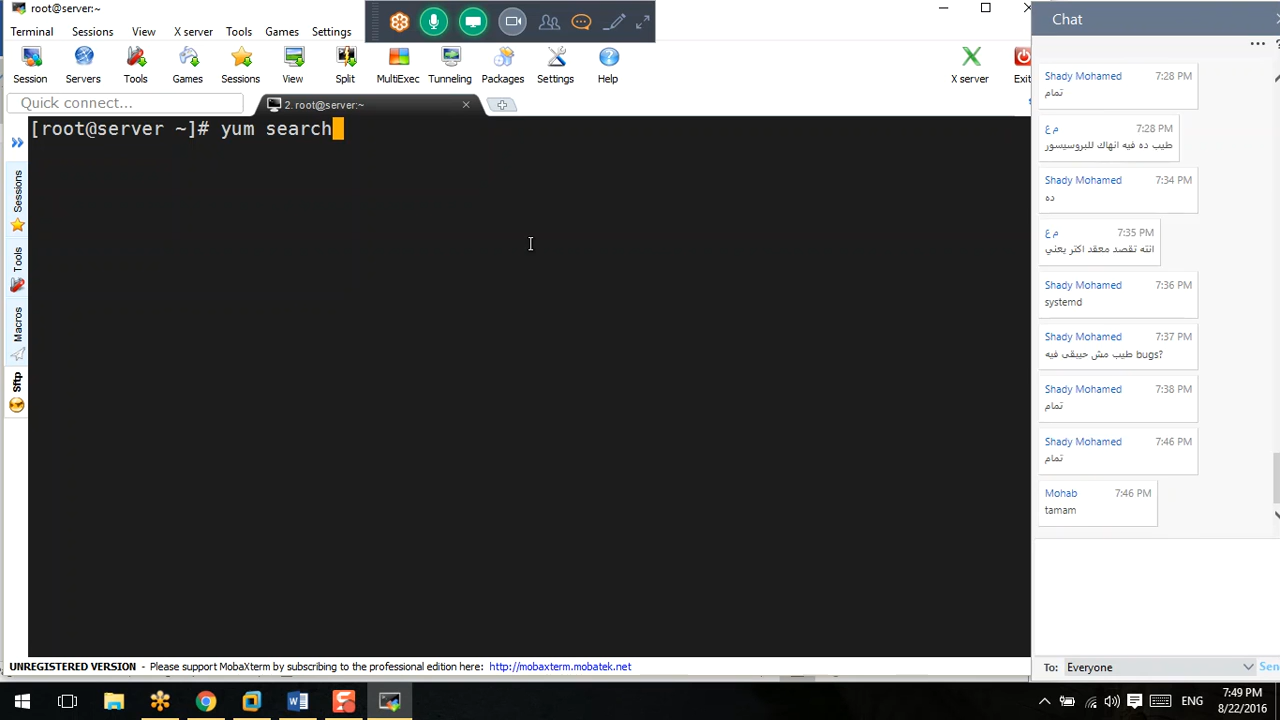 root@server:~
Terminal Sessions View X server Tools Games Settings
Session Servers Tools Games Sessions View Split MultiExec Tunneling Packages Settings Help X server Exit
Quick connect...
2. root@server:~
[root@server ~]# yum search
Sessions
Tools
Macros
Sftp
UNREGISTERED VERSION - Please support MobaXterm by subscribing to the professional edition here: http://mobaxterm.mobatek.net
Chat
Shady Mohamed 7:28 PM
تمام
م ع 7:28 PM
طيب ده فيه انهاك للبروسيسور
Shady Mohamed 7:34 PM
ده
م ع 7:35 PM
انته تقصد معقد اكتر يعني
Shady Mohamed 7:36 PM
systemd
Shady Mohamed 7:37 PM
طيب مش حيبقى فيه bugs?
Shady Mohamed 7:38 PM
تمام
Shady Mohamed 7:46 PM
تمام
Mohab 7:46 PM
tamam
To: Everyone
ENG
7:49 PM
8/22/2016